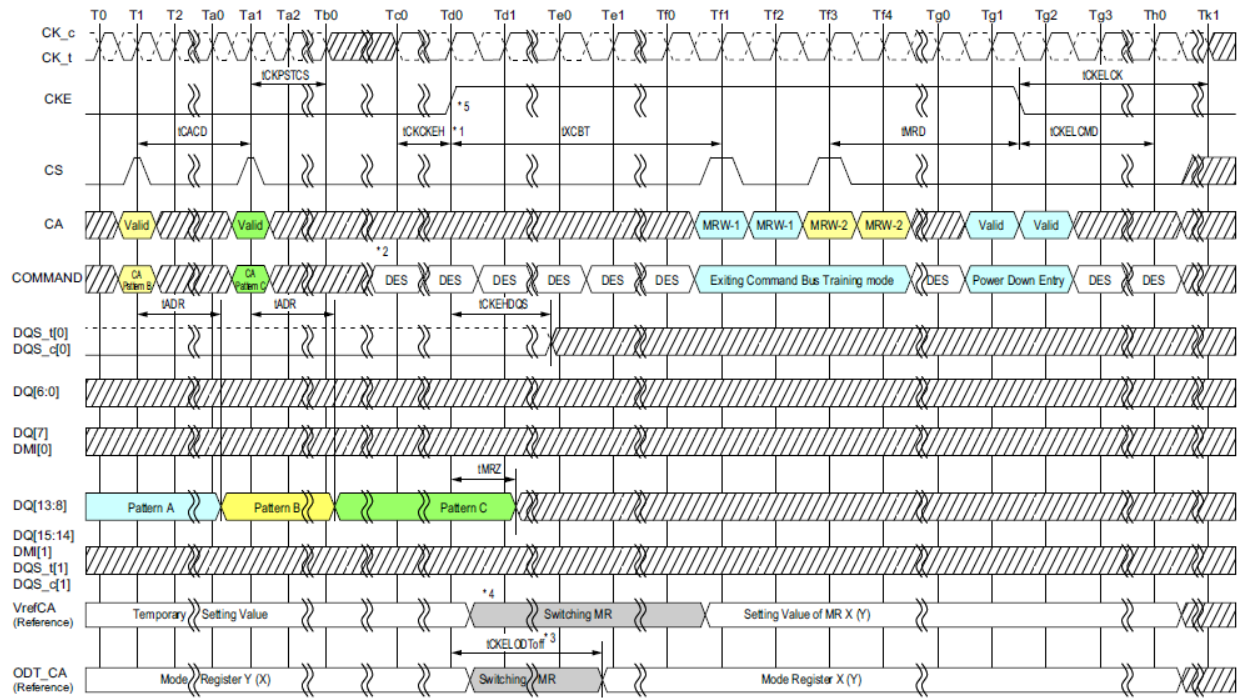 T0 T1 T2 Ta0 Ta1 Ta2 Tb0 Tc0 Td0 Td1 Te0 Te1 Tf0 Tf1 Tf2 Tf3 Tf4 Tg0 Tg1 Tg2 Tg3 Th0 Tk1
CK_c
CK_t
tCKPSTCS tCKELCK
CKE
*5
tCACD tCKCKEH *1 tXCBT tMRD tCKELCMD
CS
CA Valid Valid MRW-1 MRW-1 MRW-2 MRW-2 Valid Valid
*2
COMMAND CA Pattern B CA Pattern C DES DES DES DES DES DES Exiting Command Bus Training mode DES Power Down Entry DES DES
tADR tADR tCKEHDQS
DQS_t[0]
DQS_c[0]
DQ[6:0]
DQ[7]
DMI[0]
tMRZ
DQ[13:8] Pattern A Pattern B Pattern C
DQ[15:14]
DMI[1]
DQS_t[1]
DQS_c[1]
*4
VrefCA Temporary Setting Value Switching MR Setting Value of MR X (Y)
(Reference)
tCKELODToff *3
ODT_CA Mode Register Y (X) Switching MR Mode Register X (Y)
(Reference)